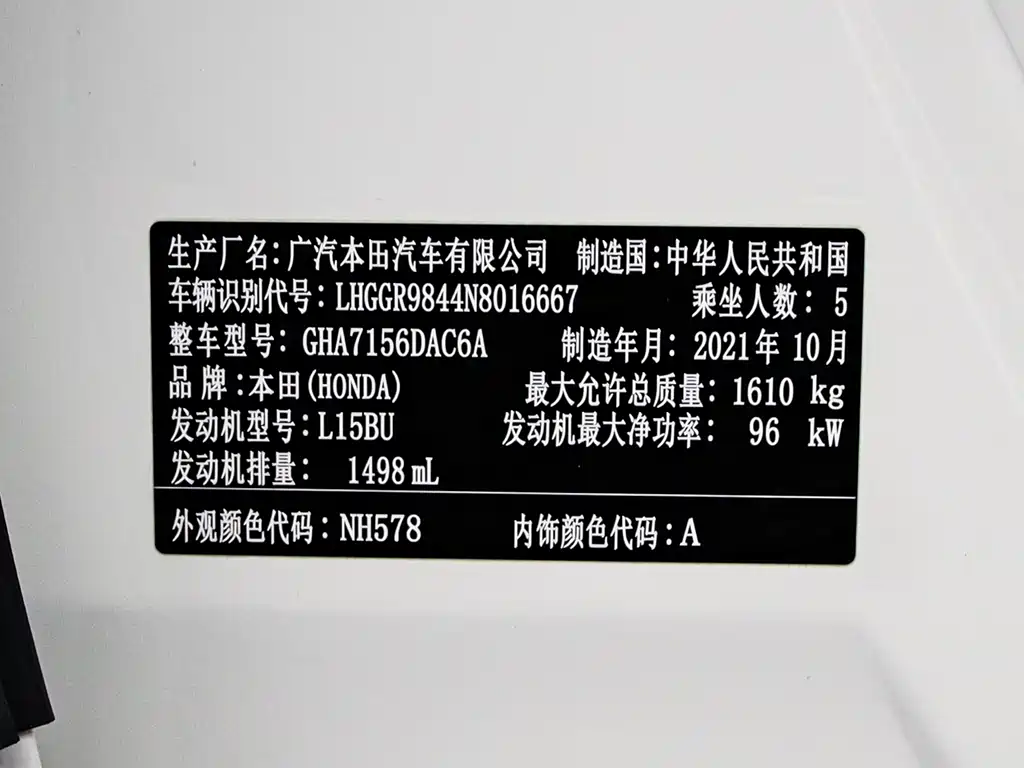 生产厂名:广汽本田汽车有限公司 制造国:中华人民共和国
车辆识别代号:LHGGR9844N8016667 乘坐人数: 5
整车型号: GHA7156DAC6A 制造年月: 2021年 10月
品 牌:本田(HONDA) 最大允许总质量: 1610 kg
发动机型号:L15BU 发动机最大净功率: 96 kW
发动机排量: 1498 mL
外观颜色代码: NH578 内饰颜色代码:A